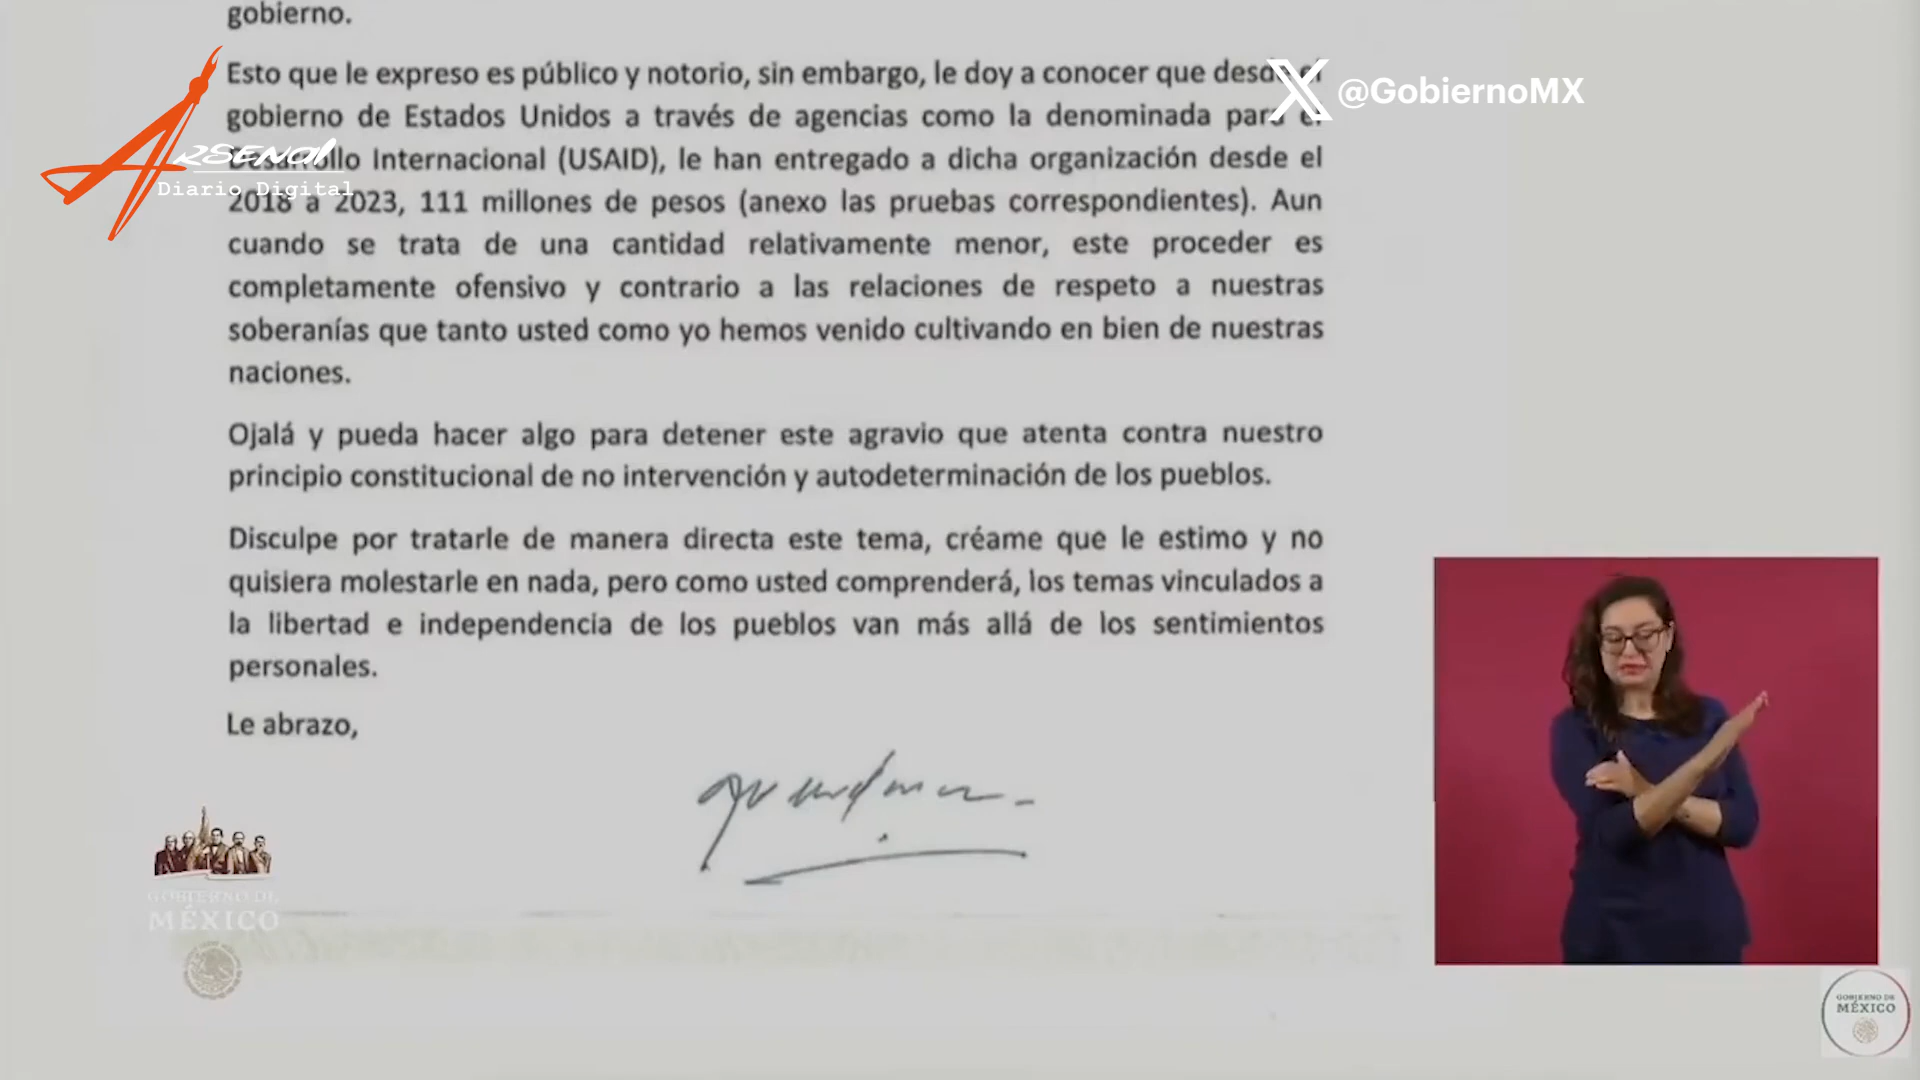 gobierno.
Esto que le expreso es público y notorio, sin embargo, le doy a conocer que desde el
gobierno de Estados Unidos a través de agencias como la denominada para el
Desarrollo Internacional (USAID), le han entregado a dicha organización desde el
2018 a 2023, 111 millones de pesos (anexo las pruebas correspondientes). Aun
cuando se trata de una cantidad relativamente menor, este proceder es
completamente ofensivo y contrario a las relaciones de respeto a nuestras
soberanías que tanto usted como yo hemos venido cultivando en bien de nuestras
naciones.
Ojalá y pueda hacer algo para detener este agravio que atenta contra nuestro
principio constitucional de no intervención y autodeterminación de los pueblos.
Disculpe por tratarle de manera directa este tema, créame que le estimo y no
quisiera molestarle en nada, pero como usted comprenderá, los temas vinculados a
la libertad e independencia de los pueblos van más allá de los sentimientos
personales.
Le abrazo,
Arsenal
Diario Digital
X @GobiernoMX
GOBIERNO DE
MÉXICO
GOBIERNO DE
MÉXICO